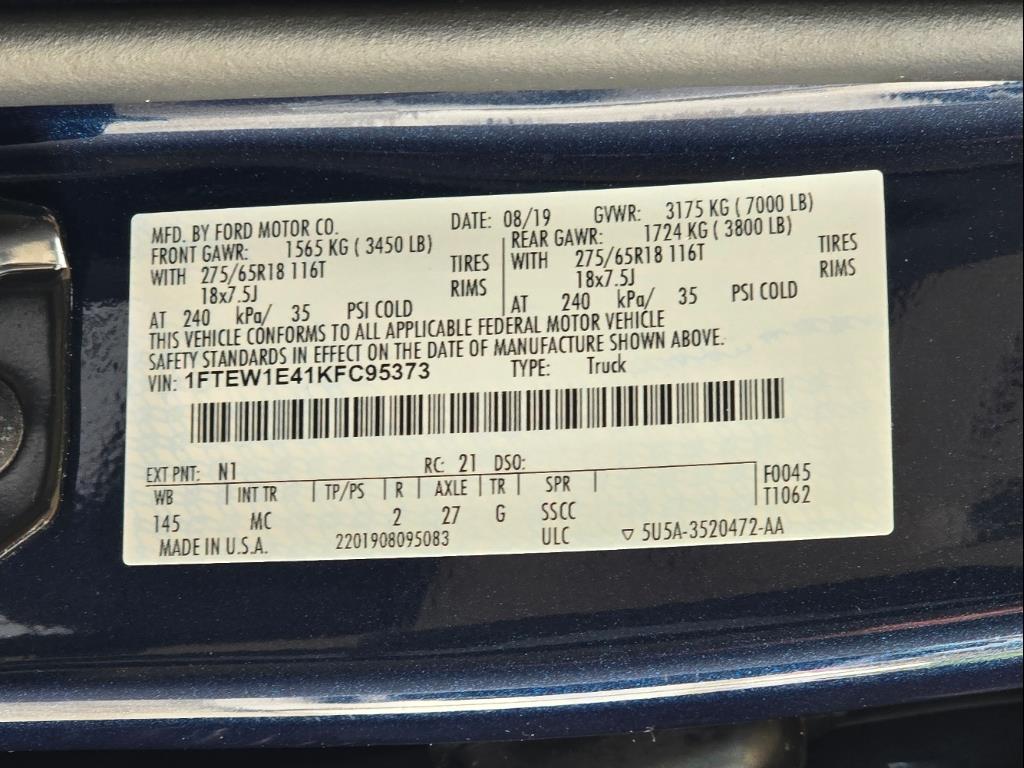 MFD. BY FORD MOTOR CO. DATE: 08/19 GVWR: 3175 KG ( 7000 LB)
FRONT GAWR: 1565 KG ( 3450 LB) REAR GAWR: 1724 KG ( 3800 LB)
WITH 275/65R18 116T TIRES WITH 275/65R18 116T TIRES
18x7.5J RIMS 18x7.5J RIMS
AT 240 kPa/ 35 PSI COLD AT 240 kPa/ 35 PSI COLD
THIS VEHICLE CONFORMS TO ALL APPLICABLE FEDERAL MOTOR VEHICLE
SAFETY STANDARDS IN EFFECT ON THE DATE OF MANUFACTURE SHOWN ABOVE.
VIN: 1FTEW1E41KFC95373 TYPE: Truck
EXT PNT: N1 RC: 21 DSO:
WB INT TR TP/PS R AXLE TR SPR F0045
145 MC 2 27 G SSCC T1062
MADE IN U.S.A. 2201908095083 ULC ▽ 5U5A-3520472-AA